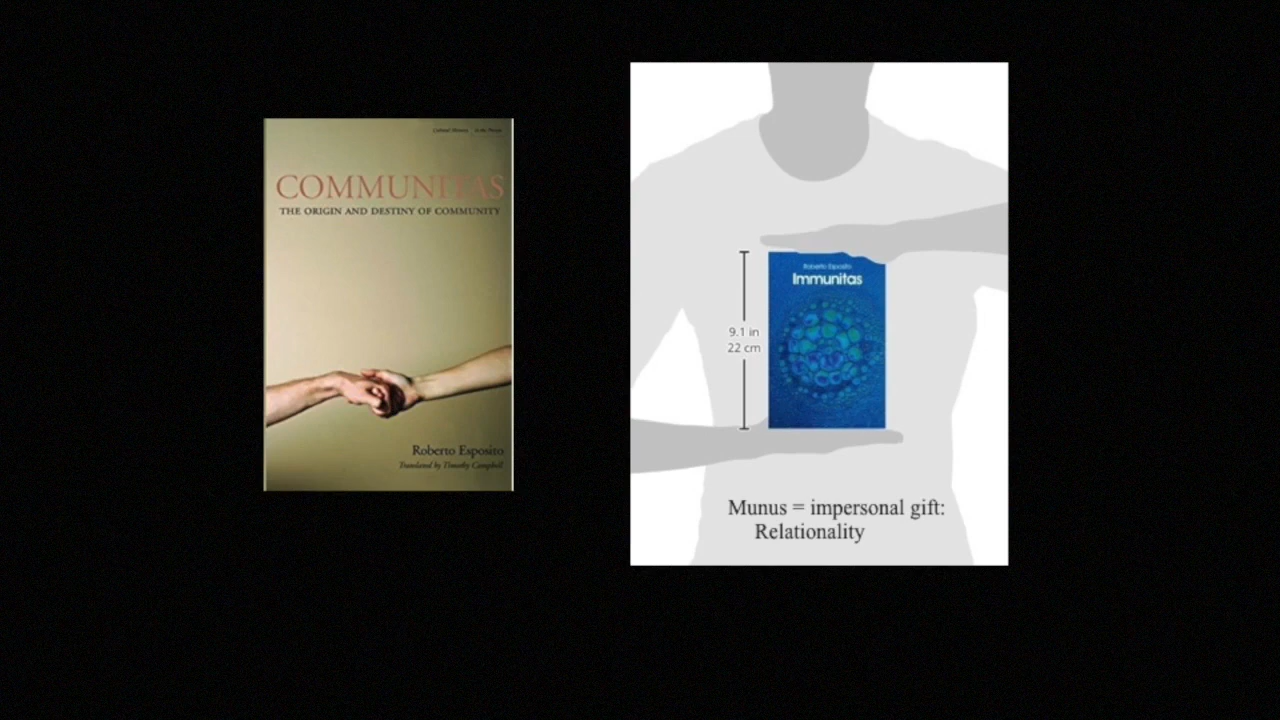 COMMUNITAS
THE ORIGIN AND DESTINY OF COMMUNITY
Roberto Esposito
Translated by Timothy Campbell
Roberto Esposito
Immunitas
9.1 in
22 cm
Munus = impersonal gift:
Relationality